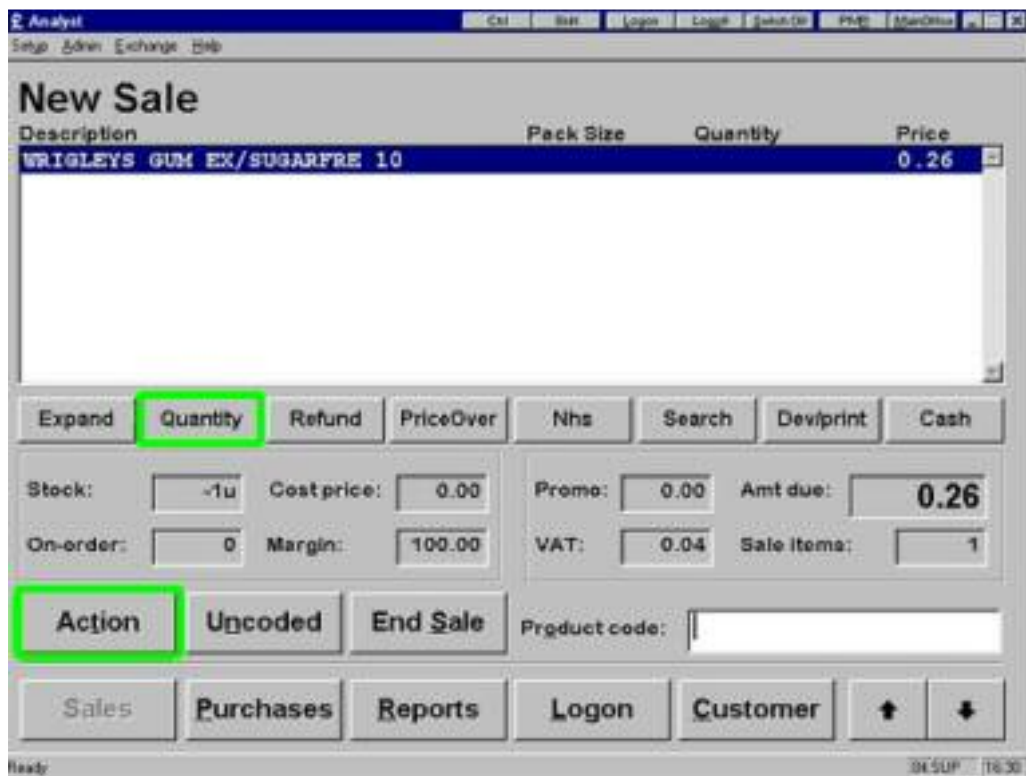 £ Analyst Ctrl Exit Logon Logoff PMR MainOffice
Setup Admin Exchange Help
New Sale
Description Pack Size Quantity Price
WRIGLEYS GUM EX/SUGARFRE 10 0.26
Expand Quantity Refund PriceOver Nhs Search Dev/print Cash
Stock: -1u Cost price: 0.00 Promo: 0.00 Amt due: 0.26
On-order: 0 Margin: 100.00 VAT: 0.04 Sale items: 1
Action Uncoded End Sale Product code:
Sales Purchases Reports Logon Customer
Ready 04 SUP 16:30